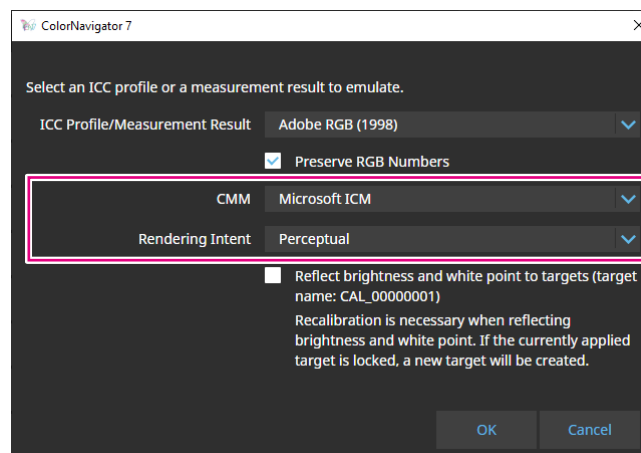 ColorNavigator 7
Select an ICC profile or a measurement result to emulate.
ICC Profile/Measurement Result Adobe RGB (1998)
Preserve RGB Numbers
CMM Microsoft ICM
Rendering Intent Perceptual
Reflect brightness and white point to targets (target
name: CAL_00000001)
Recalibration is necessary when reflecting
brightness and white point. If the currently applied
target is locked, a new target will be created.
OK Cancel